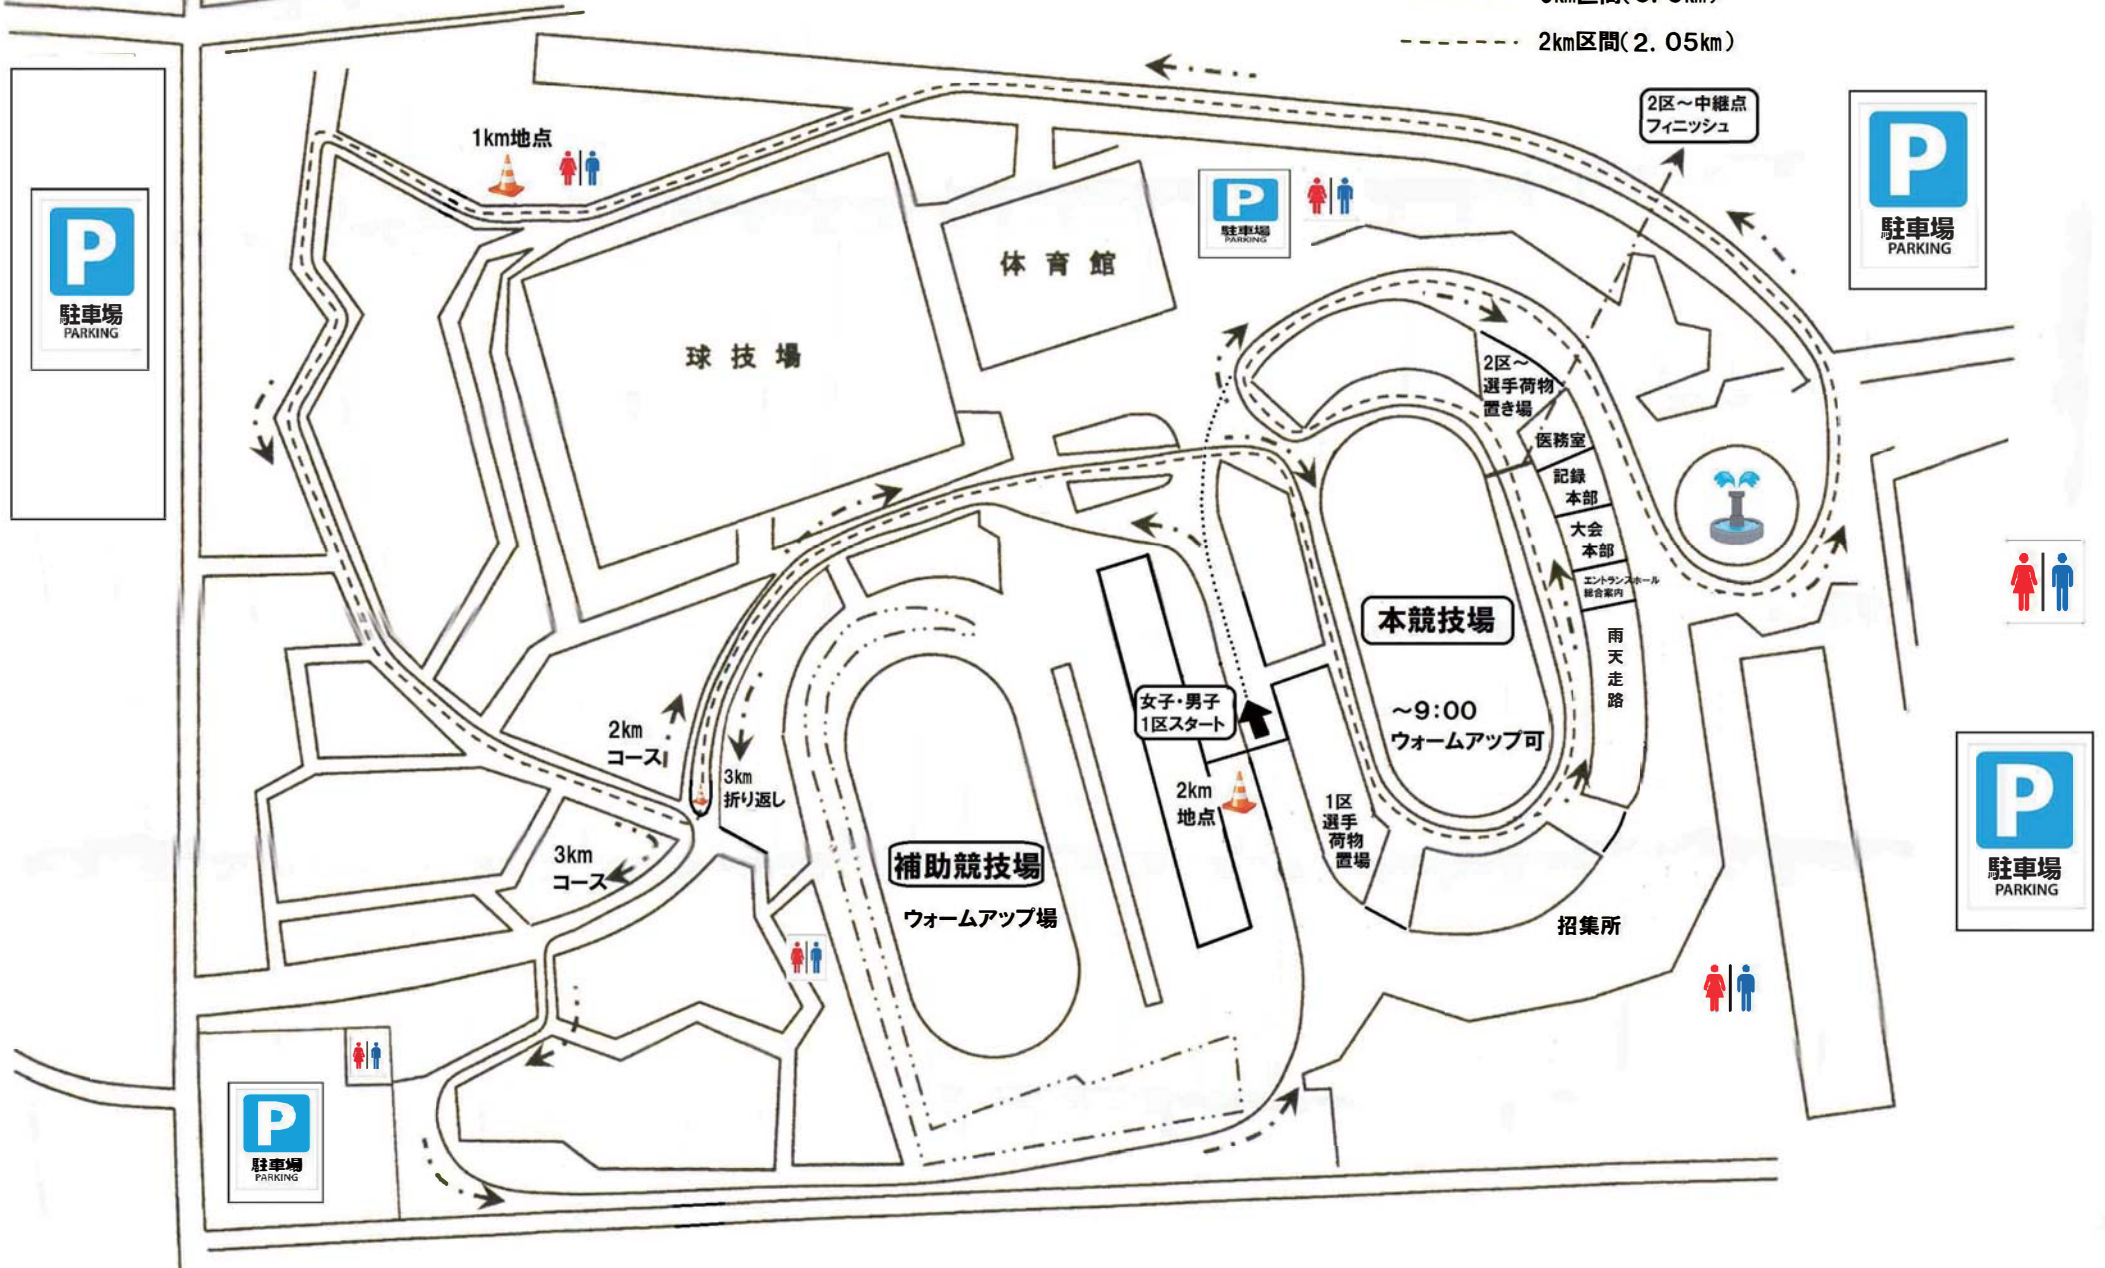 2km区間(2. 05km)
2区～中継点
フィニッシュ
1km地点
P
駐車場
PARKING
P
駐車場
PARKING
P
駐車場
PARKING
体育館
球技場
2区～
選手荷物
置き場
医務室
記録
本部
大会
本部
エントランスホール
総合案内
雨天走路
本競技場
～9:00
ウォームアップ可
女子・男子
1区スタート
2km
コース
3km
折り返し
2km
地点
1区
選手
荷物
置場
3km
コース
補助競技場
ウォームアップ場
招集所
P
駐車場
PARKING
P
駐車場
PARKING